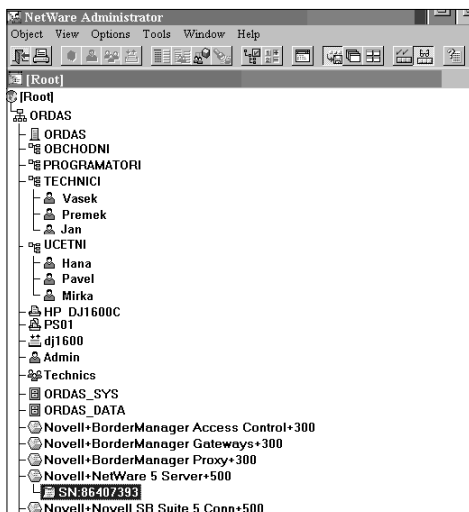 NetWare Administrator
Object View Options Tools Window Help
[Root]
[Root]
ORDAS
ORDAS
OBCHODNI
PROGRAMATORI
TECHNICI
Vasek
Premek
Jan
UCETNI
Hana
Pavel
Mirka
HP DJ1600C
PS01
dj1600
Admin
Technics
ORDAS_SYS
ORDAS_DATA
Novell+BorderManager Access Control+300
Novell+BorderManager Gateways+300
Novell+BorderManager Proxy+300
Novell+NetWare 5 Server+500
SN:86407393
Novell+Novell SB Suite 5 Conn+500